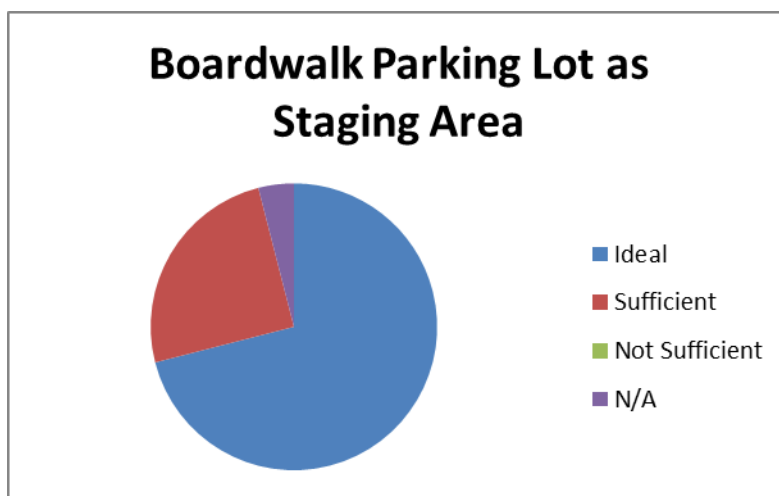 Boardwalk Parking Lot as
Staging Area
Ideal
Sufficient
Not Sufficient
N/A